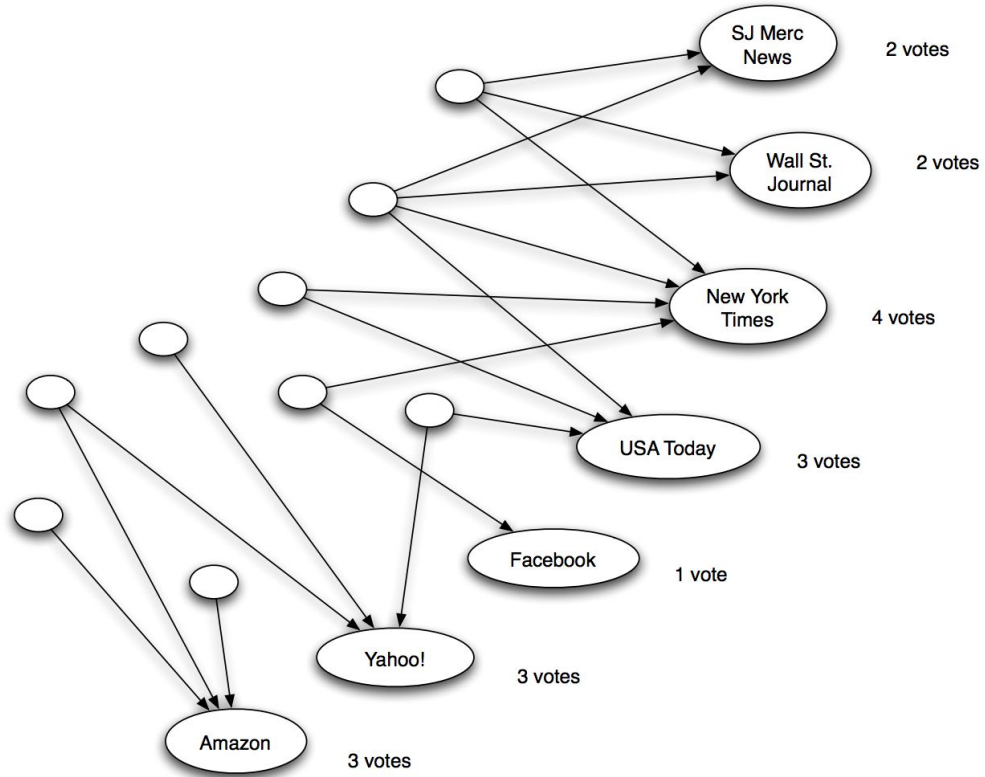 SJ Merc
News
2 votes
Wall St.
Journal
2 votes
New York
Times
4 votes
USA Today
3 votes
Facebook
1 vote
Yahoo!
3 votes
Amazon
3 votes